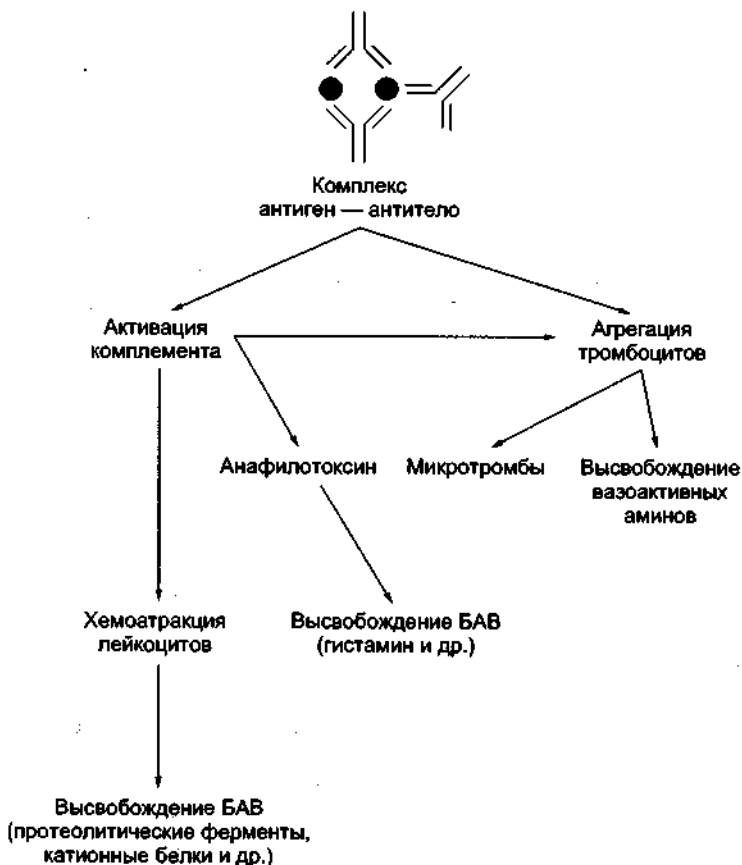 Комплекс
антиген — антитело
Активация
комплемента
Агрегация
тромбоцитов
Анафилотоксин
Микротромбы
Высвобождение
вазоактивных
аминов
Хемоатракция
лейкоцитов
Высвобождение БАВ
(гистамин и др.)
Высвобождение БАВ
(протеолитические ферменты,
катионные белки и др.)